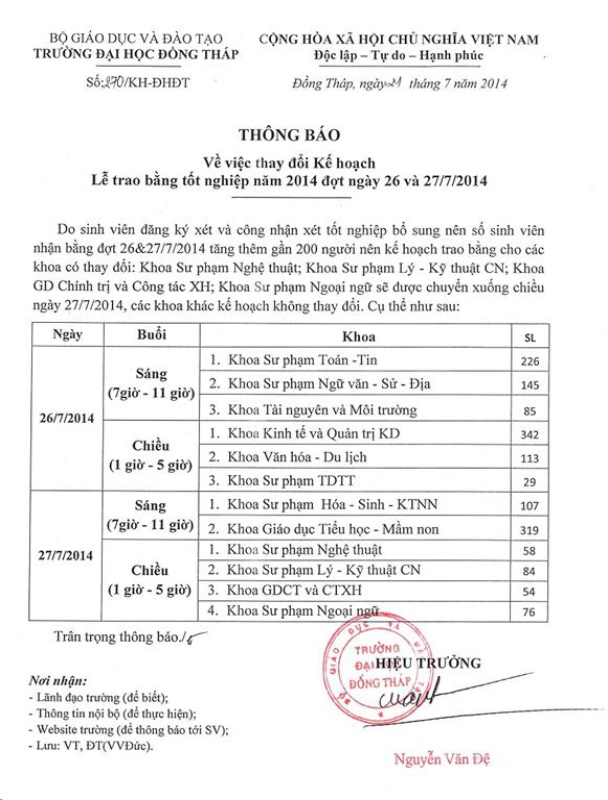 BỘ GIÁO DỤC VÀ ĐÀO TẠO
TRƯỜNG ĐẠI HỌC ĐỒNG THÁP
Số:270/KH-ĐHĐT
CỘNG HÒA XÃ HỘI CHỦ NGHĨA VIỆT NAM
Độc lập – Tự do – Hạnh phúc
Đồng Tháp, ngày 21 tháng 7 năm 2014
THÔNG BÁO
Về việc thay đổi Kế hoạch
Lễ trao bằng tốt nghiệp năm 2014 đợt ngày 26 và 27/7/2014
Do sinh viên đăng ký xét và công nhận xét tốt nghiệp bổ sung nên số sinh viên
nhận bằng đợt 26&27/7/2014 tăng thêm gần 200 người nên kế hoạch trao bằng cho các
khoa có thay đổi: Khoa Sư phạm Nghệ thuật; Khoa Sư phạm Lý - Kỹ thuật CN; Khoa
GD Chính trị và Công tác XH; Khoa Sư phạm Ngoại ngữ sẽ được chuyển xuống chiều
ngày 27/7/2014, các khoa khác kế hoạch không thay đổi. Cụ thể như sau:
Ngày Buổi Khoa SL
26/7/2014
Sáng
(7giờ - 11 giờ)
1. Khoa Sư phạm Toán -Tin 226
2. Khoa Sư phạm Ngữ văn - Sử - Địa 145
3. Khoa Tài nguyên và Môi trường 85
Chiều
(1 giờ - 5 giờ)
1. Khoa Kinh tế và Quản trị KD 342
2. Khoa Văn hóa - Du lịch 113
3. Khoa Sư phạm TDTT 29
27/7/2014
Sáng
(7giờ - 11 giờ)
1. Khoa Sư phạm Hóa - Sinh - KTNN 107
2. Khoa Giáo dục Tiểu học - Mầm non 319
Chiều
(1 giờ - 5 giờ)
1. Khoa Sư phạm Nghệ thuật 58
2. Khoa Sư phạm Lý - Kỹ thuật CN 84
3. Khoa GDCT và CTXH 54
4. Khoa Sư phạm Ngoại ngữ 76
Trân trọng thông báo./
HIỆU TRƯỞNG
BỘ GIÁO DỤC VÀ ĐÀO TẠO
TRƯỜNG
ĐẠI HỌC
ĐỒNG THÁP
Nguyễn Văn Đệ
Nơi nhận:
- Lãnh đạo trường (để biết);
- Thông tin nội bộ (để thực hiện);
- Website trường (để thông báo tới SV);
- Lưu: VT, ĐT(VVĐức).